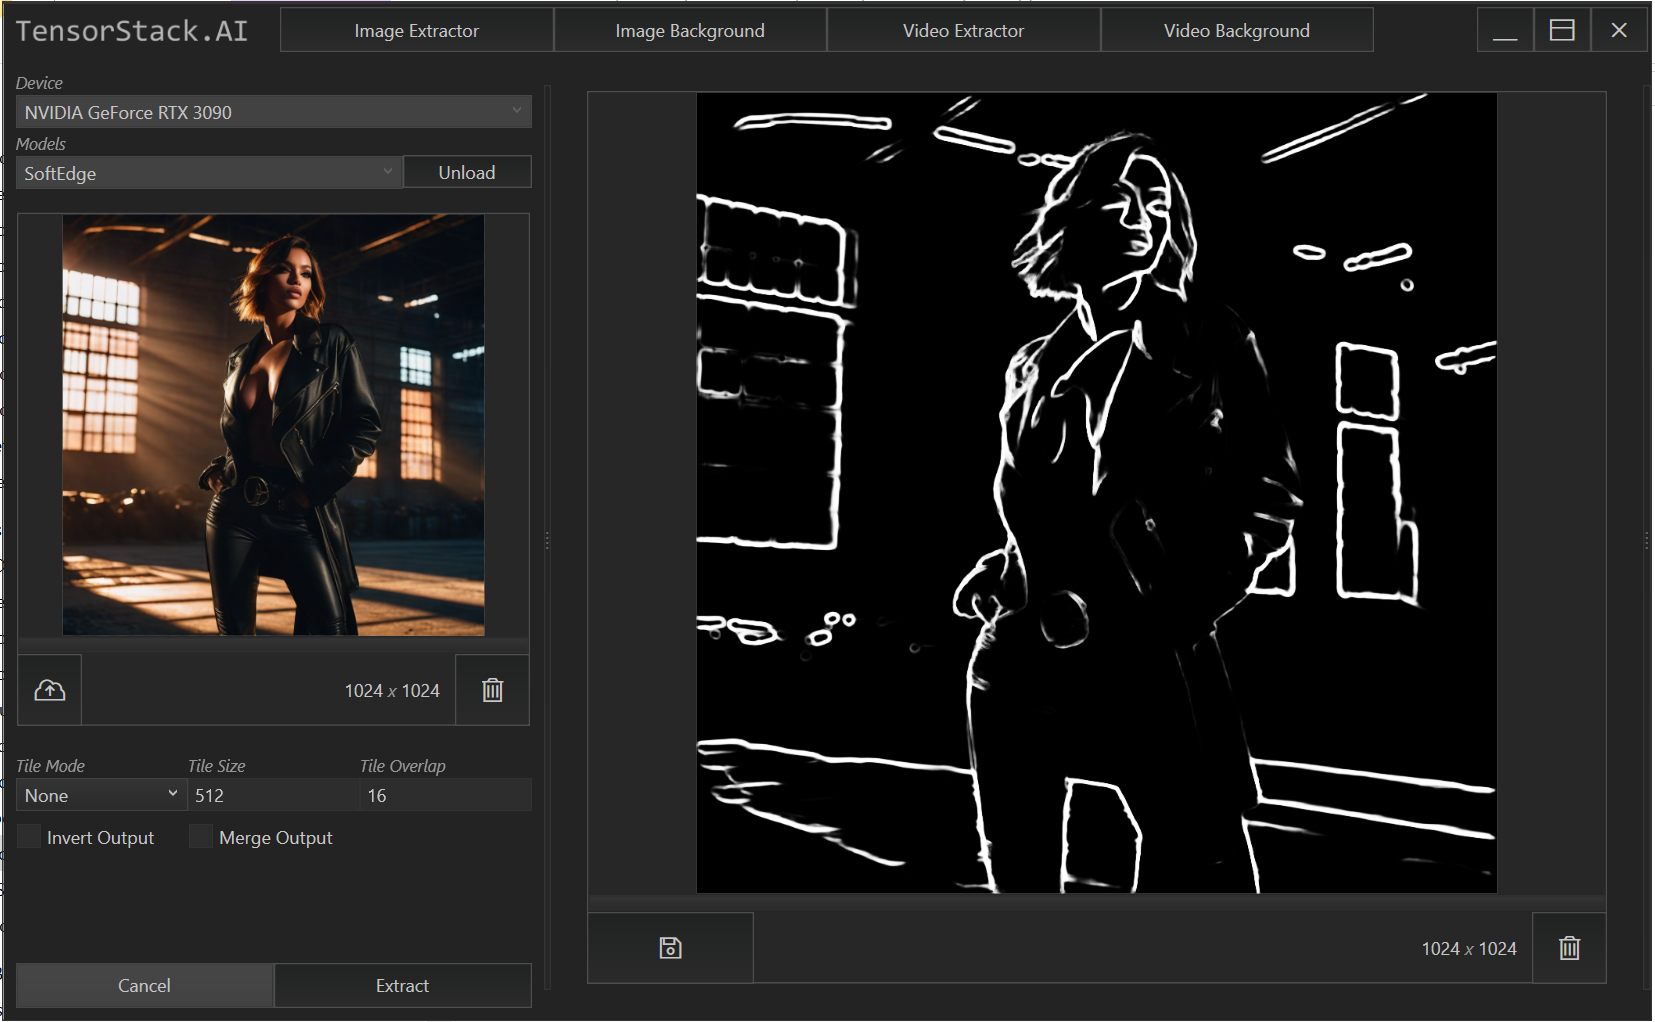 TensorStack.AI
Image Extractor
Image Background
Video Extractor
Video Background
Device
NVIDIA GeForce RTX 3090
Models
SoftEdge
Unload
1024 x 1024
Tile Mode
Tile Size
Tile Overlap
None
512
16
Invert Output
Merge Output
Cancel
Extract
1024 x 1024